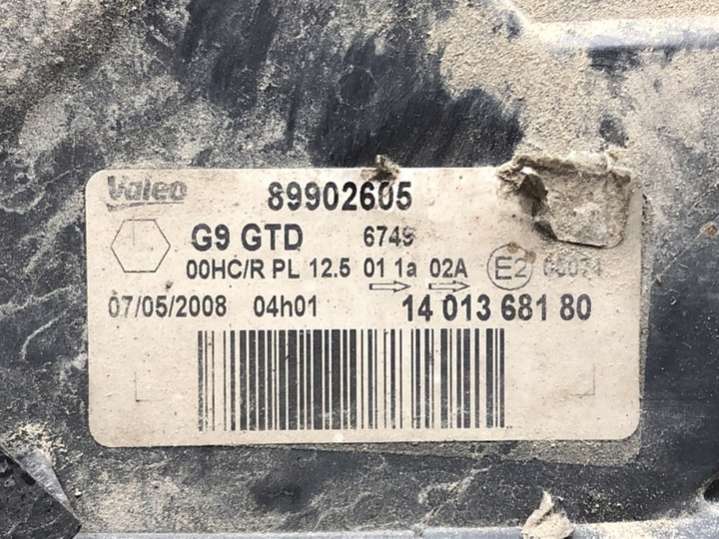 Valeo
89902605
G9 GTD 6749
00HC/R PL 12.5 01 1a 02A E2
07/05/2008 04h01 14 013 681 80